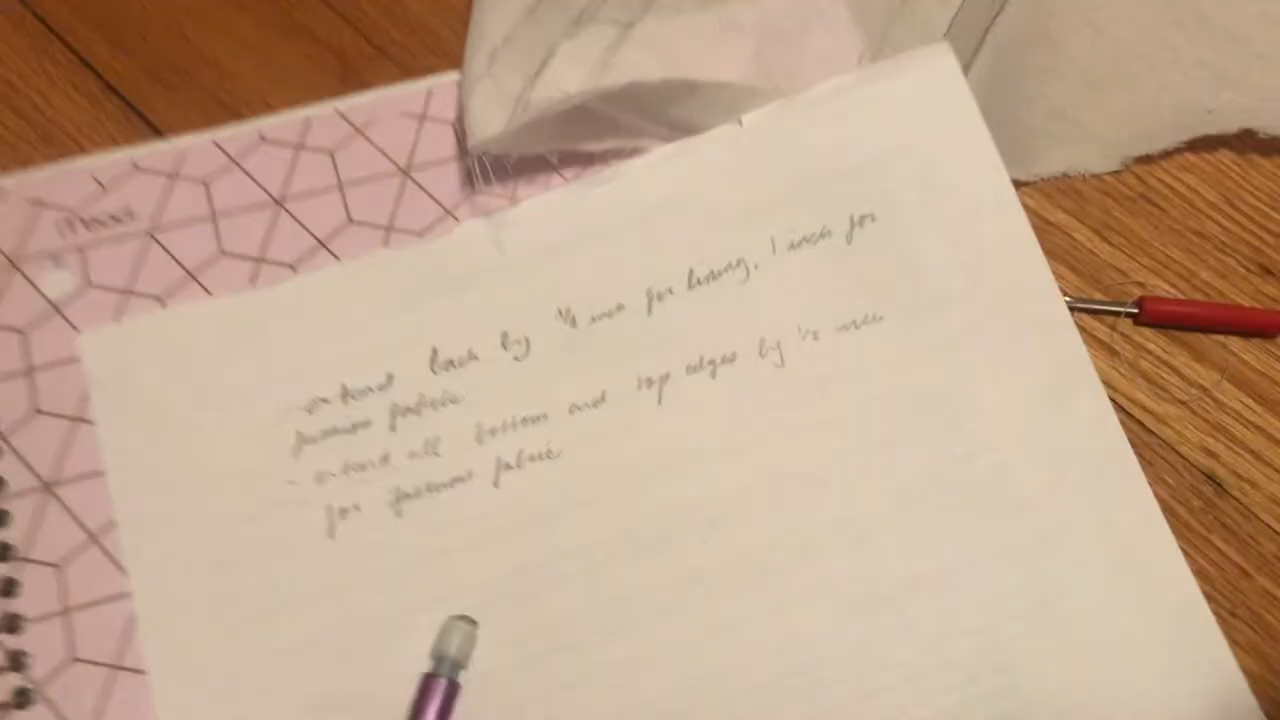 - extend back by ½ inch for lining, 1 inch for
fashion fabric
- extend all bottom and top edges by ½ inch
for fashion fabric